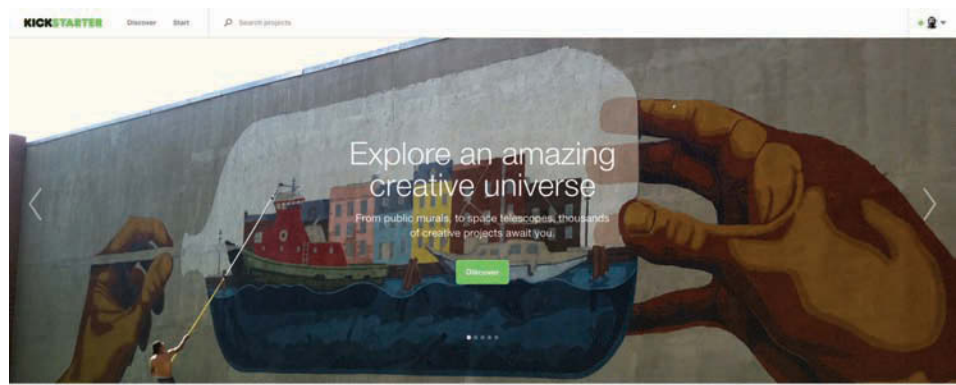 KICKSTARTER Discover Start Search projects
Explore an amazing
creative universe
From public murals, to space telescopes, thousands
of creative projects await you.
Discover